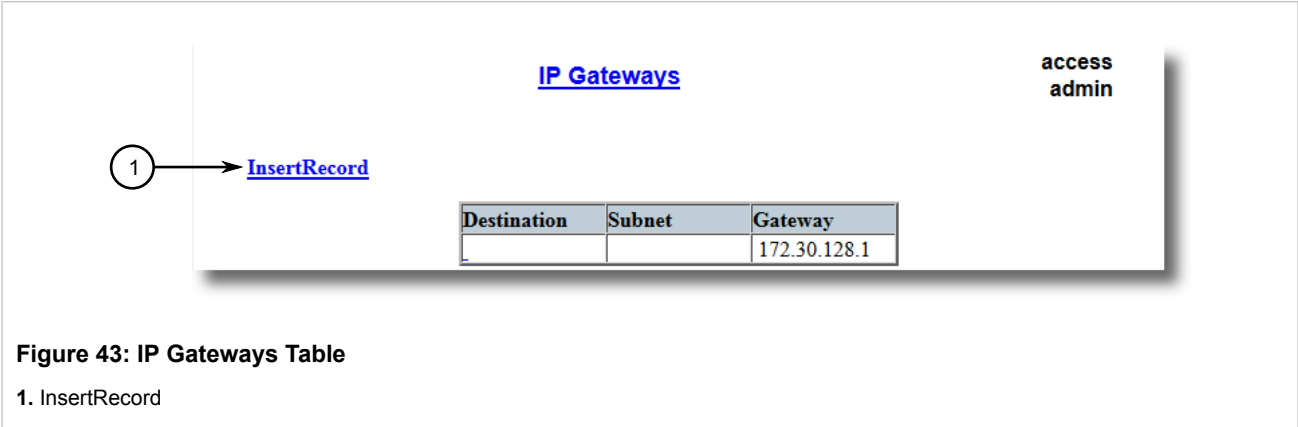 IP Gateways
access
admin
1
InsertRecord
Destination Subnet Gateway
172.30.128.1
Figure 43: IP Gateways Table
1. InsertRecord